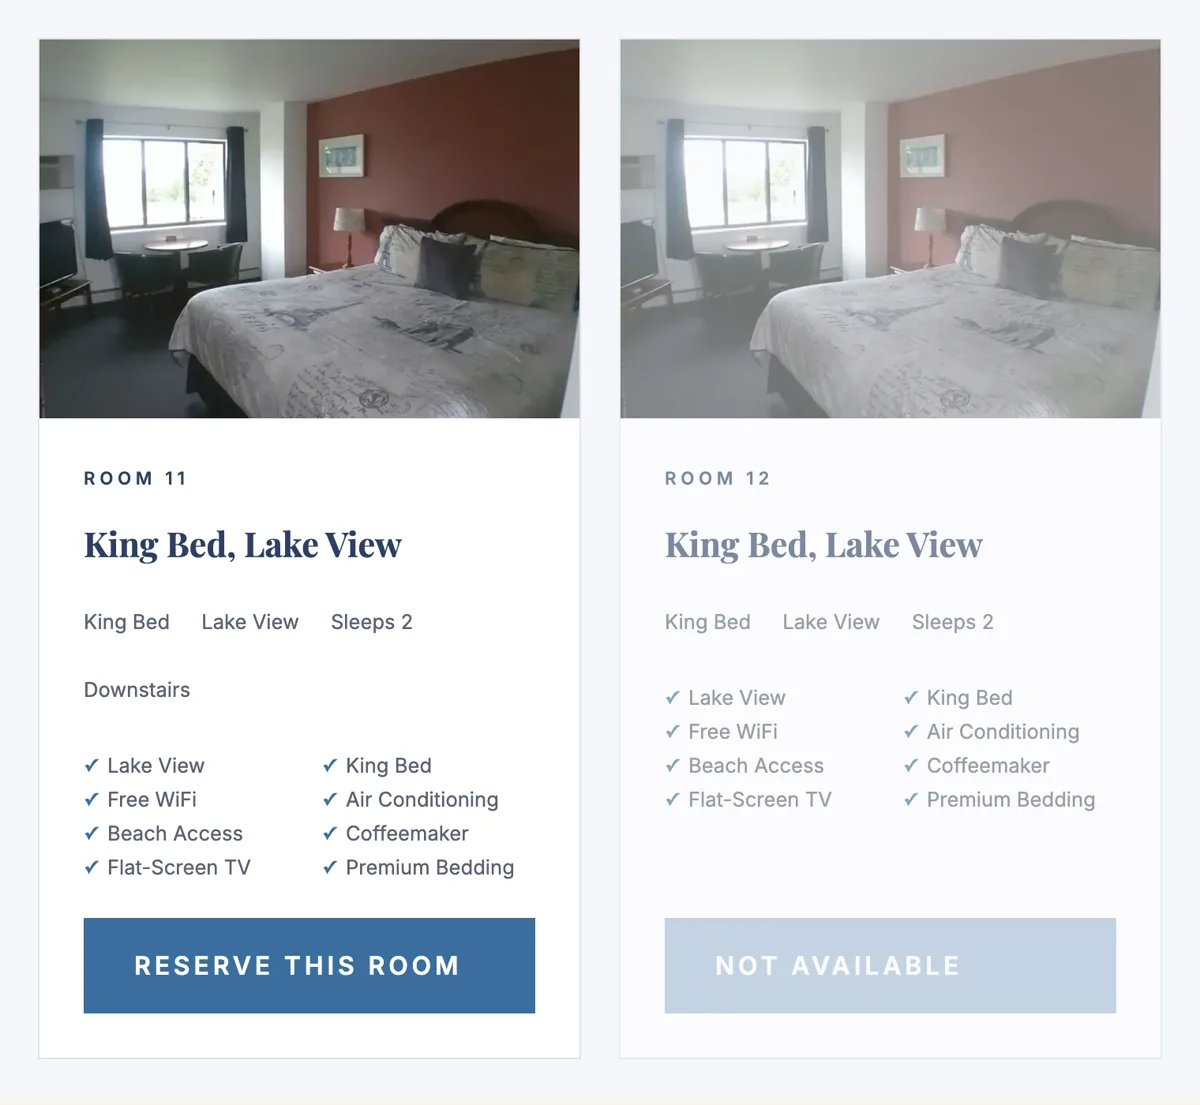 ROOM 11
King Bed, Lake View
King Bed Lake View Sleeps 2
Downstairs
✓ Lake View ✓ King Bed
✓ Free WiFi ✓ Air Conditioning
✓ Beach Access ✓ Coffeemaker
✓ Flat-Screen TV ✓ Premium Bedding
RESERVE THIS ROOM
ROOM 12
King Bed, Lake View
King Bed Lake View Sleeps 2
✓ Lake View ✓ King Bed
✓ Free WiFi ✓ Air Conditioning
✓ Beach Access ✓ Coffeemaker
✓ Flat-Screen TV ✓ Premium Bedding
NOT AVAILABLE